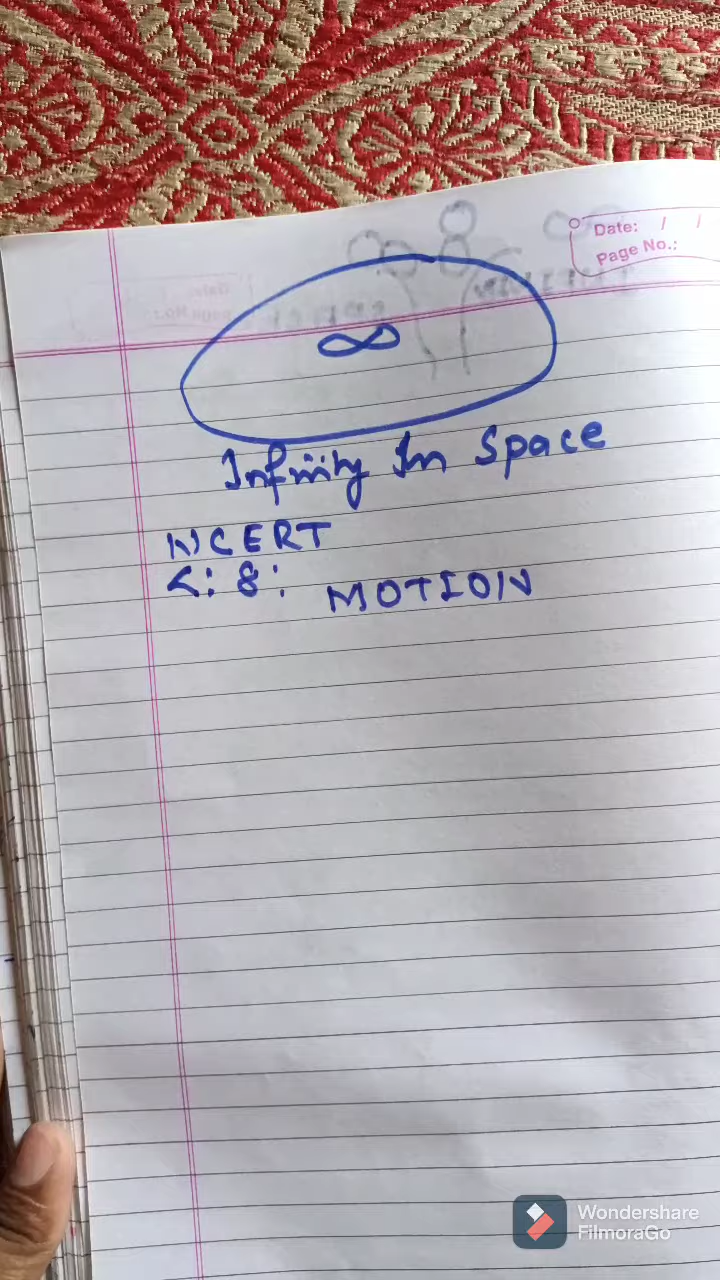 Date: / /
Page No.:
∞
Infinity In Space
NCERT
C: 8: MOTION
Wondershare
FilmoraGo